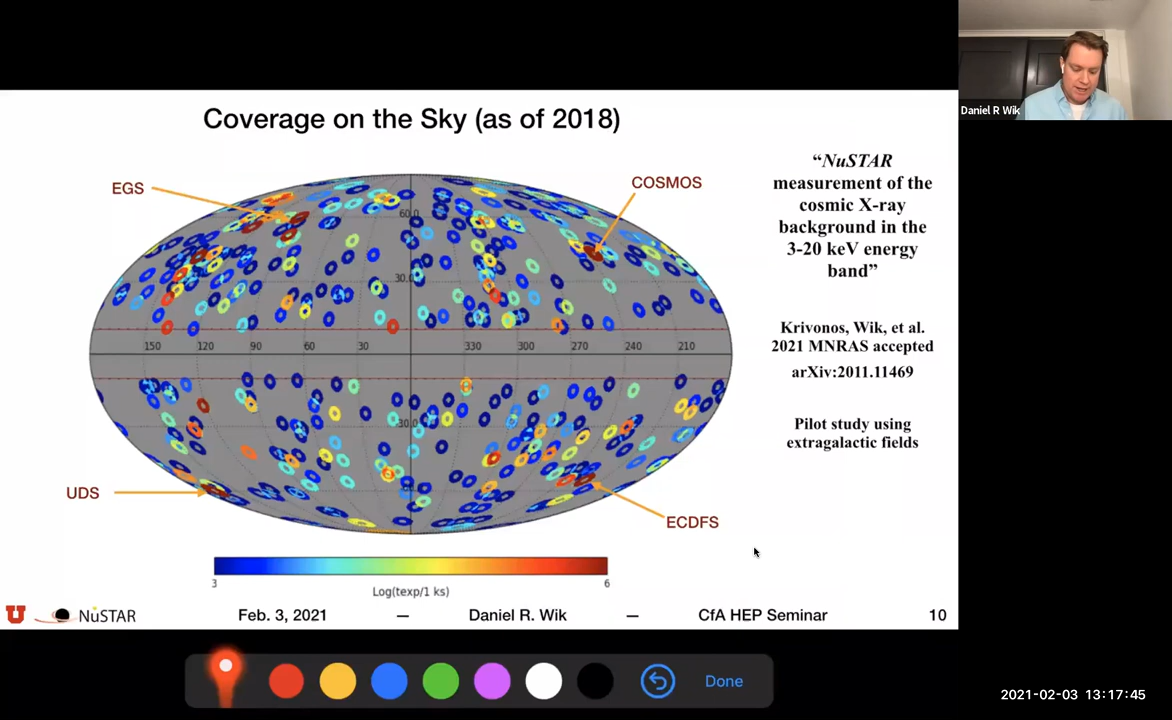 Daniel R Wik
Coverage on the Sky (as of 2018)
EGS
COSMOS
60.0
30.0
150 120 90 60 30 330 300 270 240 210
-30.0
UDS
ECDFS
3 6
Log(texp/1 ks)
“NuSTAR
measurement of the
cosmic X-ray
background in the
3-20 keV energy
band”
Krivonos, Wik, et al.
2021 MNRAS accepted
arXiv:2011.11469
Pilot study using
extragalactic fields
U NuSTAR Feb. 3, 2021 — Daniel R. Wik — CfA HEP Seminar 10
Done
2021-02-03 13:17:45